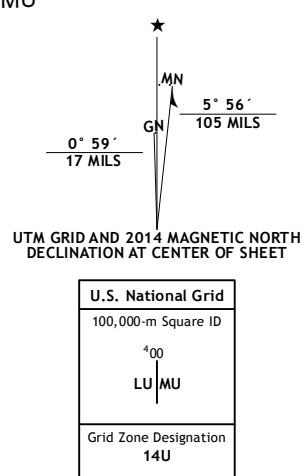 MU
★
MN
GN
5° 56´
105 MILS
0° 59´
17 MILS
UTM GRID AND 2014 MAGNETIC NORTH
DECLINATION AT CENTER OF SHEET
U.S. National Grid
100,000-m Square ID
⁴00
LU MU
Grid Zone Designation
14U